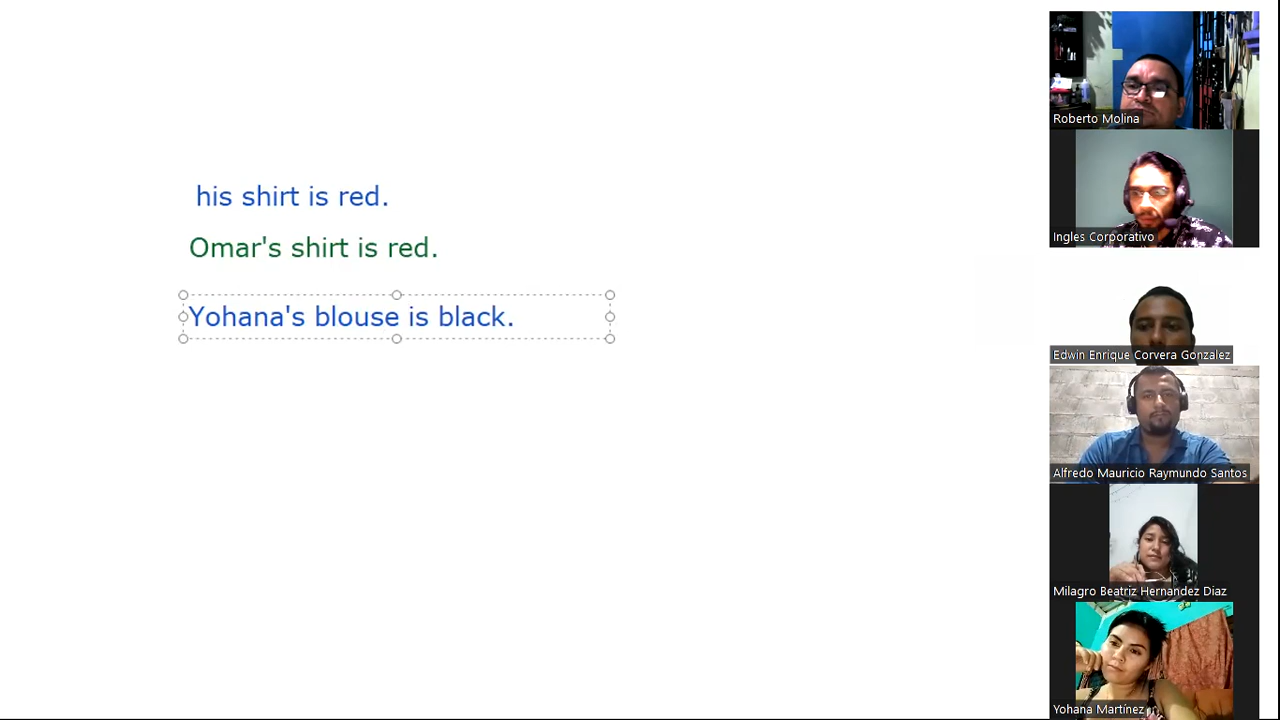 his shirt is red.
Omar's shirt is red.
Yohana's blouse is black.
Roberto Molina
Ingles Corporativo
Edwin Enrique Corvera Gonzalez
Alfredo Mauricio Raymundo Santos
Milagro Beatriz Hernandez Diaz
Yohana Martínez